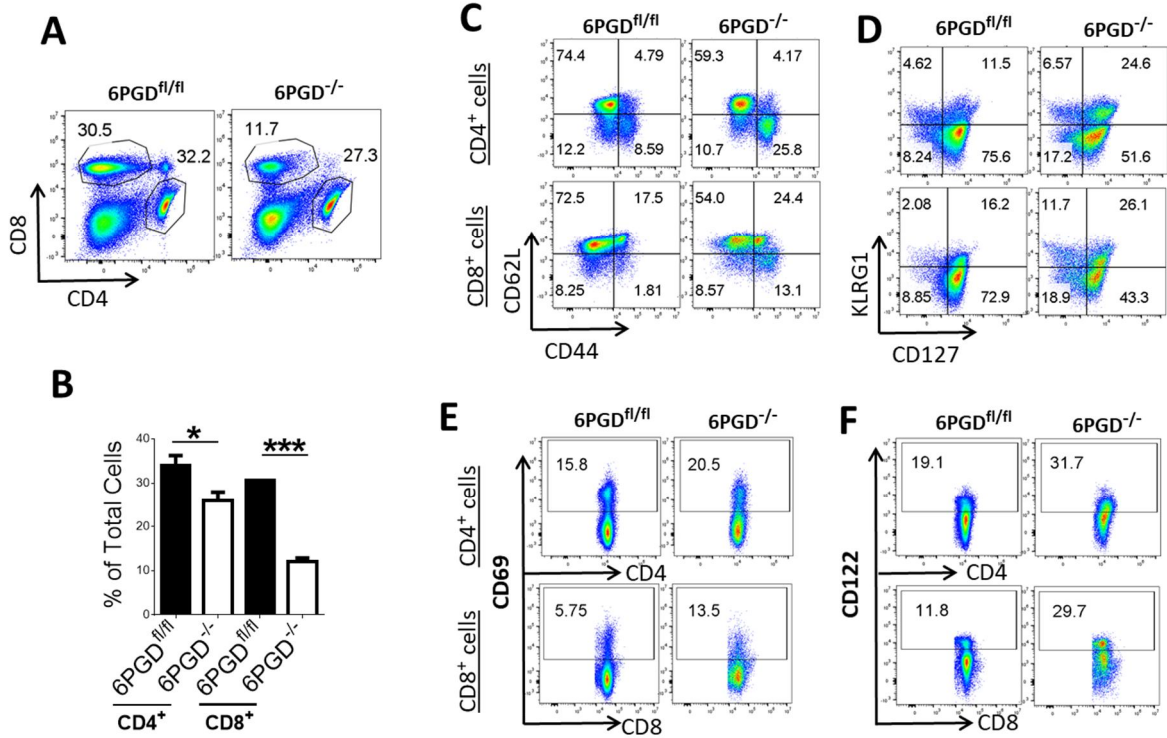 A
6PGD^fl/fl
6PGD^-/-
30.5
32.2
11.7
27.3
CD8
CD4
B
% of Total Cells
40
30
20
10
0
*
***
6PGD^fl/fl
6PGD^-/-
6PGD^fl/fl
6PGD^-/-
CD4^+
CD8^+
C
6PGD^fl/fl
6PGD^-/-
CD4^+ cells
74.4
4.79
12.2
8.59
59.3
4.17
10.7
25.8
CD8^+ cells
72.5
17.5
8.25
1.81
54.0
24.4
8.57
13.1
CD62L
CD44
D
6PGD^fl/fl
6PGD^-/-
4.62
11.5
8.24
75.6
6.57
24.6
17.2
51.6
2.08
16.2
8.85
72.9
11.7
26.1
18.9
43.3
KLRG1
CD127
E
6PGD^fl/fl
6PGD^-/-
CD4^+ cells
15.8
20.5
CD4
CD69
CD8^+ cells
5.75
13.5
CD8
F
6PGD^fl/fl
6PGD^-/-
19.1
31.7
CD4
CD122
11.8
29.7
CD8